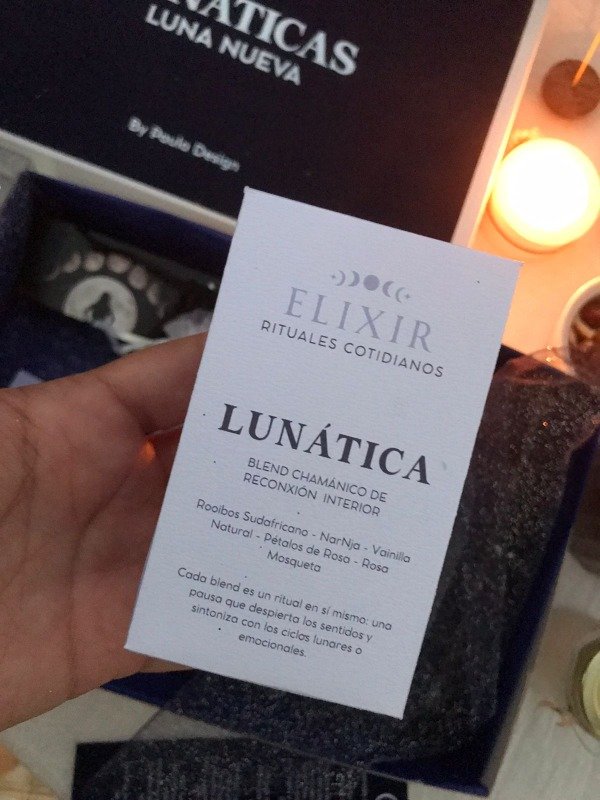 NÁTICAS
LUNA NUEVA
By Paula Design
ELIXIR
RITUALES COTIDIANOS
LUNÁTICA
BLEND CHAMÁNICO DE
RECONXIÓN INTERIOR
Rooibos Sudafricano - NarNja - Vainilla
Natural - Pétalos de Rosa - Rosa
Mosqueta
Cada blend es un ritual en sí mismo: una
pausa que despierta los sentidos y
sintoniza con los ciclos lunares o
emocionales.